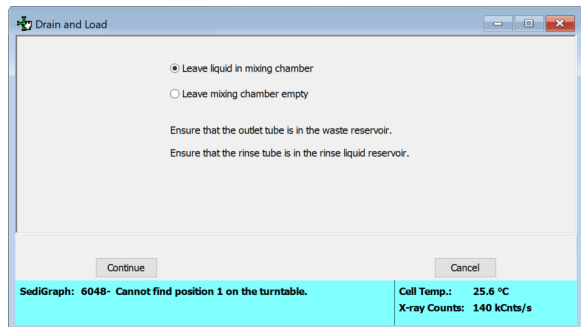 Drain and Load
Leave liquid in mixing chamber
Leave mixing chamber empty
Ensure that the outlet tube is in the waste reservoir.
Ensure that the rinse tube is in the rinse liquid reservoir.
Continue
Cancel
SediGraph: 6048- Cannot find position 1 on the turntable.
Cell Temp.: 25.6 ºC
X-ray Counts: 140 kCnts/s